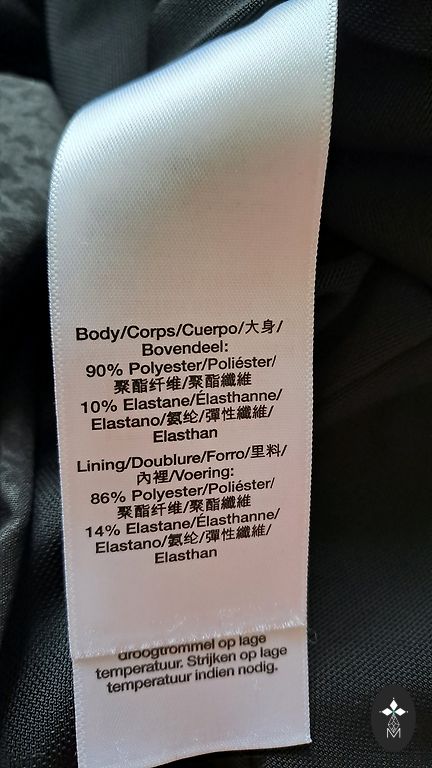 Body/Corps/Cuerpo/大身/
Bovendeel:
90% Polyester/Poliéster/
聚酯纤维/聚酯纖維
10% Elastane/Élasthanne/
Elastano/氨纶/彈性纖維/
Elasthan
Lining/Doublure/Forro/里料/
內裡/Voering:
86% Polyester/Poliéster/
聚酯纤维/聚酯纖維
14% Elastane/Élasthanne/
Elastano/氨纶/彈性纖維/
Elasthan
droogtrommel op lage
temperatuur. Strijken op lage
temperatuur indien nodig.
M